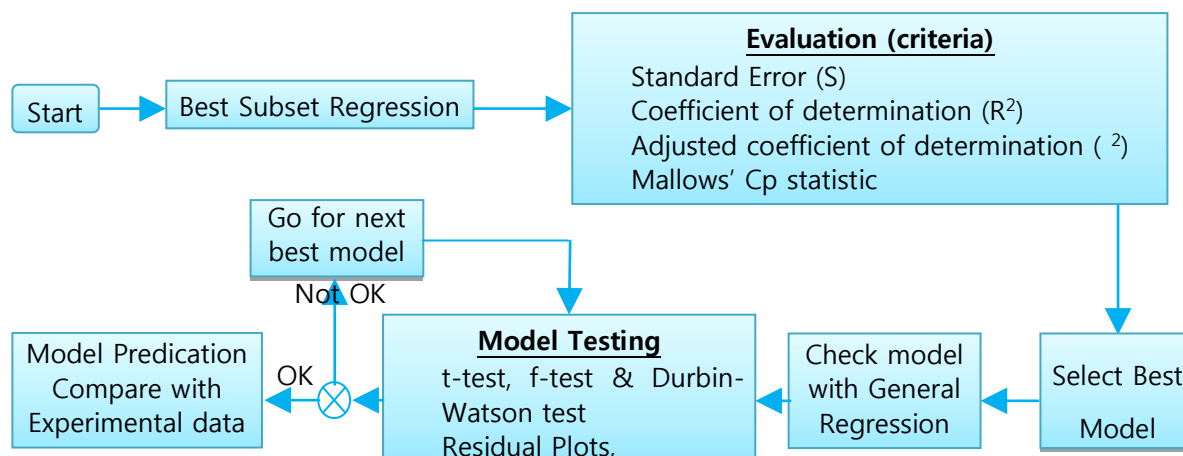 Start
Best Subset Regression
Evaluation (criteria)
Standard Error (S)
Coefficient of determination (R²)
Adjusted coefficient of determination ( ²)
Mallows' Cp statistic
Select Best
Model
Check model
with General
Regression
Model Testing
t-test, f-test & Durbin-
Watson test
Residual Plots,
Go for next
best model
Not OK
OK
Model Predication
Compare with
Experimental data